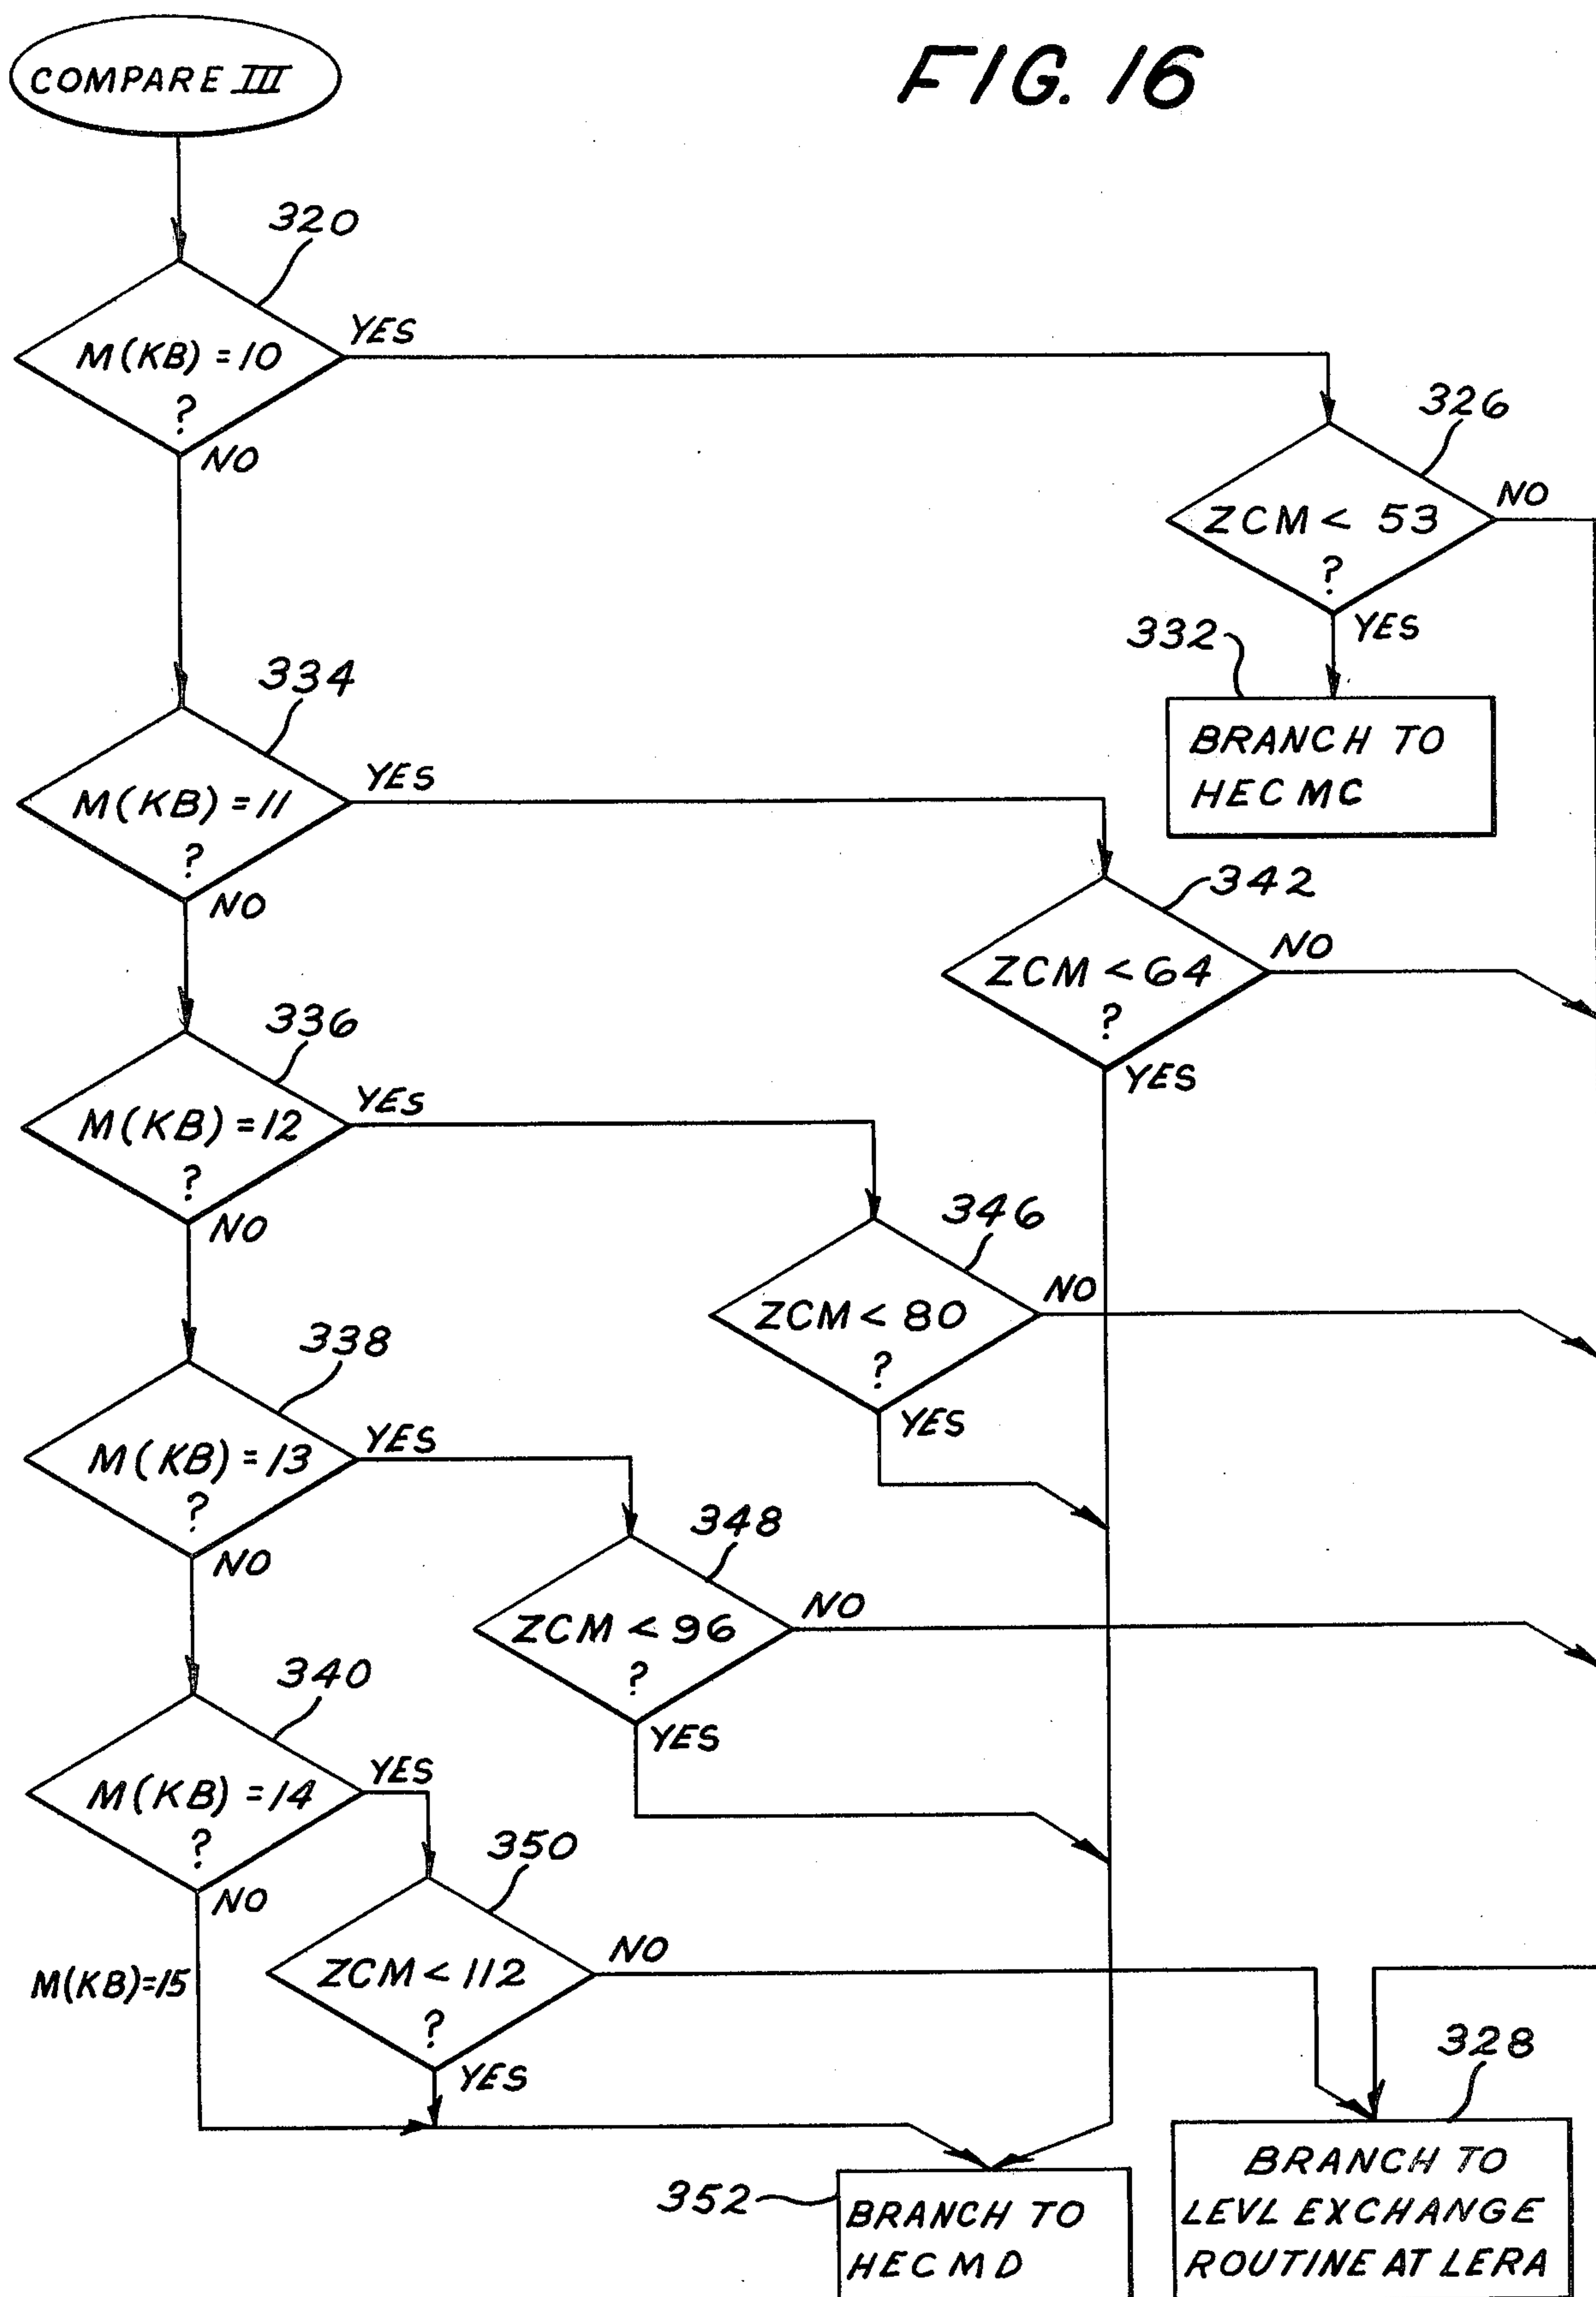 FIG. 16
COMPARE III
320
M(KB) = 10
?
YES
NO
326
ZCM < 53
?
NO
YES
332
BRANCH TO
HECMC
334
M(KB) = 11
?
YES
NO
342
ZCM < 64
?
NO
YES
336
M(KB) = 12
?
YES
NO
346
ZCM < 80
?
NO
YES
338
M(KB) = 13
?
YES
NO
348
ZCM < 96
?
NO
YES
340
M(KB) = 14
?
YES
NO
M(KB)=15
350
ZCM < 112
?
NO
YES
328
BRANCH TO
LEVL EXCHANGE
ROUTINE AT LERA
352
BRANCH TO
HECMD